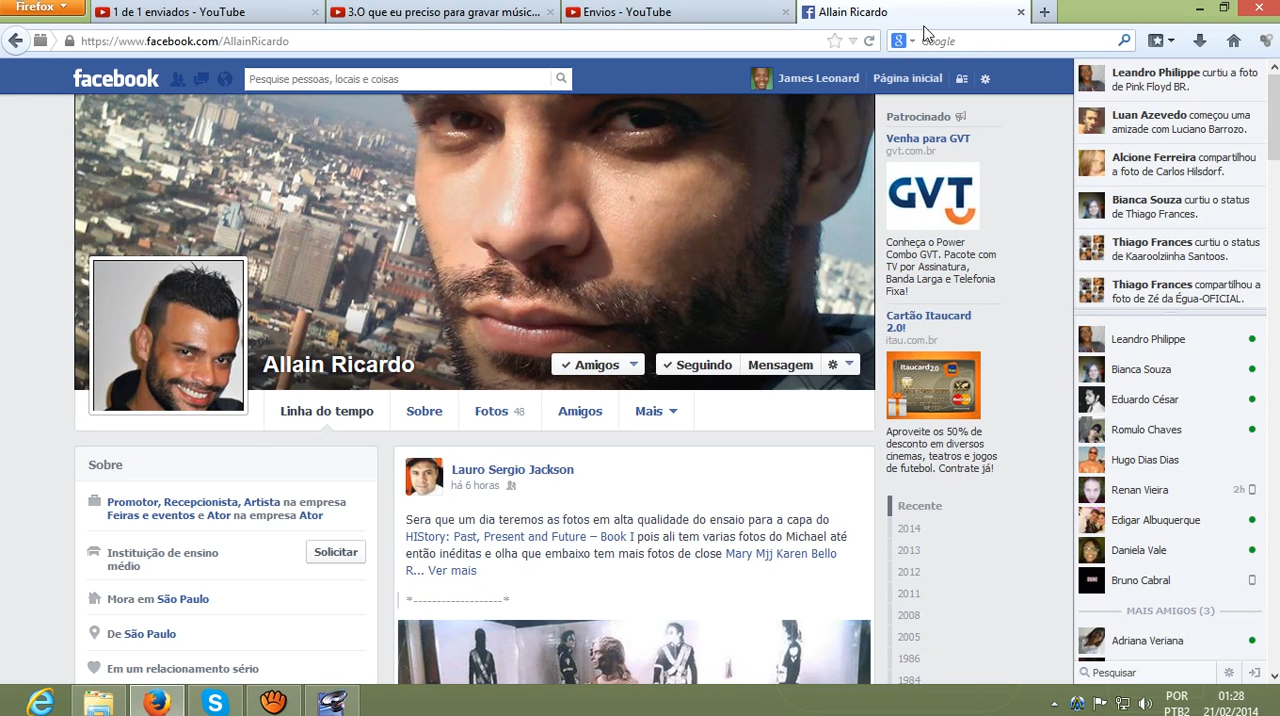 Firefox
1 de 1 enviados - YouTube
3.O que eu preciso para gravar músic...
Envios - YouTube
Allain Ricardo
https://www.facebook.com/AllainRicardo
Google
facebook
Pesquise pessoas, locais e coisas
James Leonard
Página inicial
Allain Ricardo
Amigos
Seguindo
Mensagem
Linha do tempo
Sobre
Fotos 48
Amigos
Mais
Sobre
Promotor, Recepcionista, Artista na empresa
Feiras e eventos e Ator na empresa Ator
Instituição de ensino
médio
Solicitar
Mora em São Paulo
De São Paulo
Em um relacionamento sério
Lauro Sergio Jackson
há 6 horas
Sera que um dia teremos as fotos em alta qualidade do ensaio para a capa do
HIStory: Past, Present and Future – Book I pois ali tem varias fotos do Michael até
então inéditas e olha que embaixo tem mais fotos de close Mary Mjj Karen Bello
R... Ver mais
*-------------------*
Patrocinado
Venha para GVT
gvt.com.br
GVT
Conheça o Power
Combo GVT. Pacote com
TV por Assinatura,
Banda Larga e Telefonia
Fixa!
Cartão Itaucard
2.0!
itau.com.br
Itaucard 2.0
MasterCard
Aproveite os 50% de
desconto em diversos
cinemas, teatros e jogos
de futebol. Contrate já!
Recente
2014
2013
2012
2011
2008
2005
1986
1984
Leandro Philippe curtiu a foto
de Pink Floyd BR.
Luan Azevedo começou uma
amizade com Luciano Barrozo.
Alcione Ferreira compartilhou
a foto de Carlos Hilsdorf.
Bianca Souza curtiu o status
de Thiago Frances.
Thiago Frances curtiu o status
de Kaaroolziinha Santoos.
Thiago Frances compartilhou a
foto de Zé da Égua-OFICIAL.
Leandro Philippe
Bianca Souza
Eduardo César
Romulo Chaves
Hugo Dias Dias
Renan Vieira 2h
Edigar Albuquerque
Daniela Vale
Bruno Cabral
MAIS AMIGOS (3)
Adriana Veriana
Pesquisar
POR
PTB2
01:28
21/02/2014